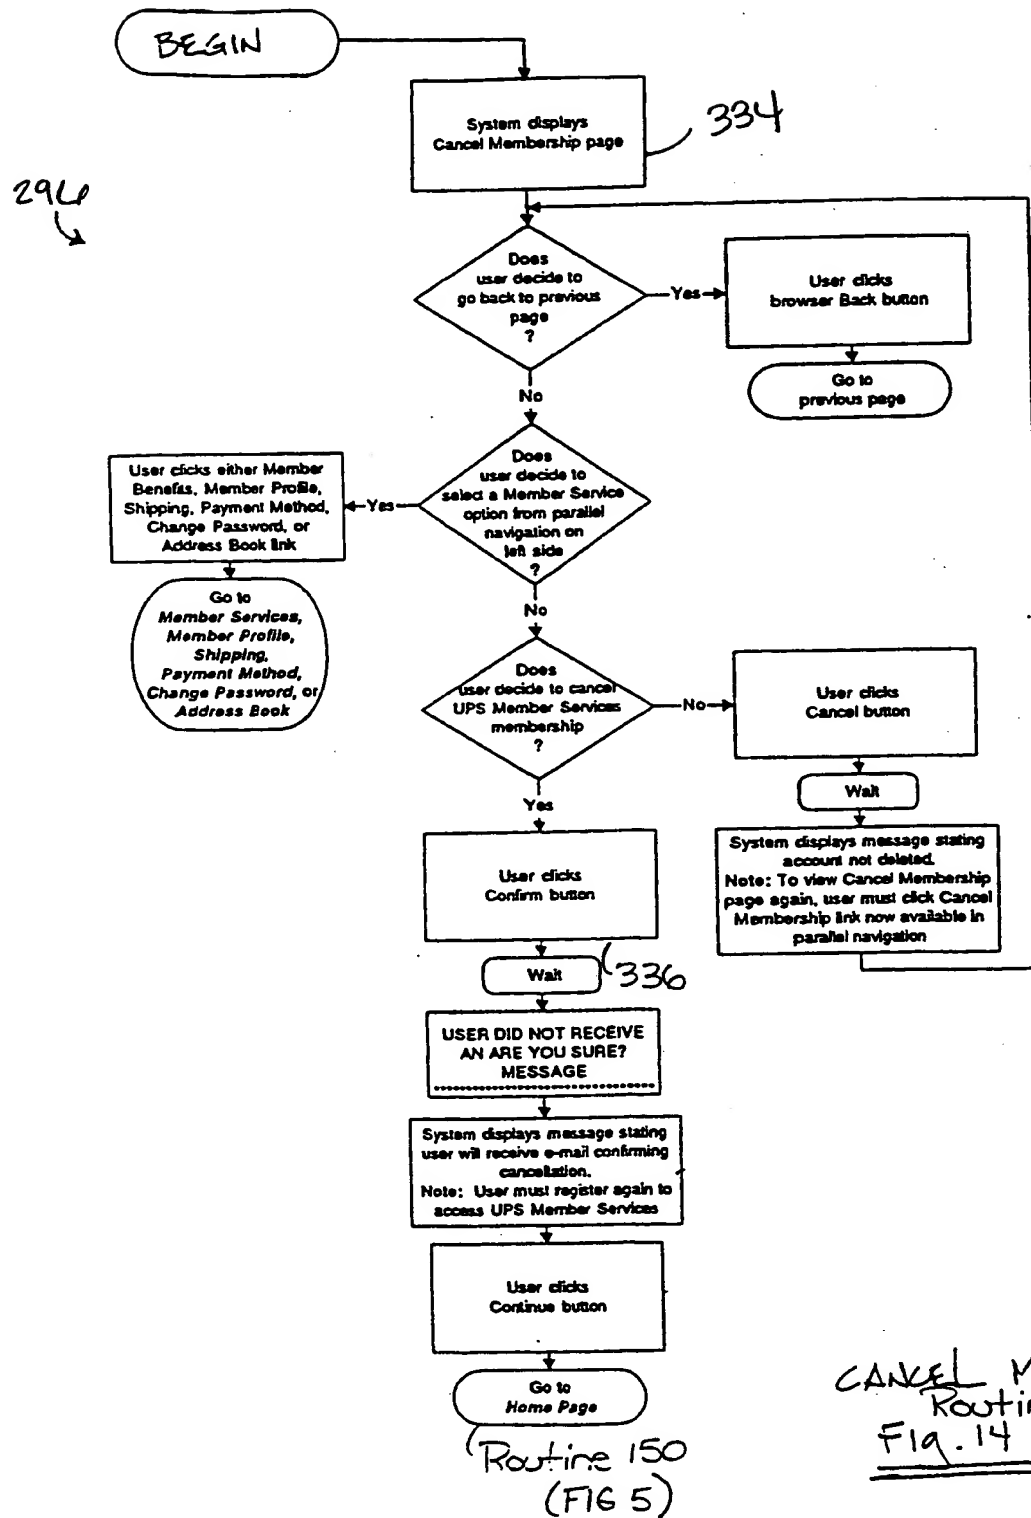 BEGIN
System displays
Cancel Membership page
334
296
Does
user decide to
go back to previous
page
?
Yes
User clicks
browser Back button
Go to
previous page
No
Does
user decide to
select a Member Service
option from parallel
navigation on
left side
?
Yes
User clicks either Member
Benefits, Member Profile,
Shipping, Payment Method,
Change Password, or
Address Book link
Go to
Member Services,
Member Profile,
Shipping,
Payment Method,
Change Password, or
Address Book
No
Does
user decide to cancel
UPS Member Services
membership
?
No
User clicks
Cancel button
Wait
System displays message stating
account not deleted.
Note: To view Cancel Membership
page again, user must click Cancel
Membership link now available in
parallel navigation
Yes
User clicks
Confirm button
Wait
336
USER DID NOT RECEIVE
AN ARE YOU SURE?
MESSAGE
System displays message stating
user will receive e-mail confirming
cancellation.
Note: User must register again to
access UPS Member Services
User clicks
Continue button
Go to
Home Page
Routine 150
(FIG 5)
CANCEL M
Routin
Fig. 14